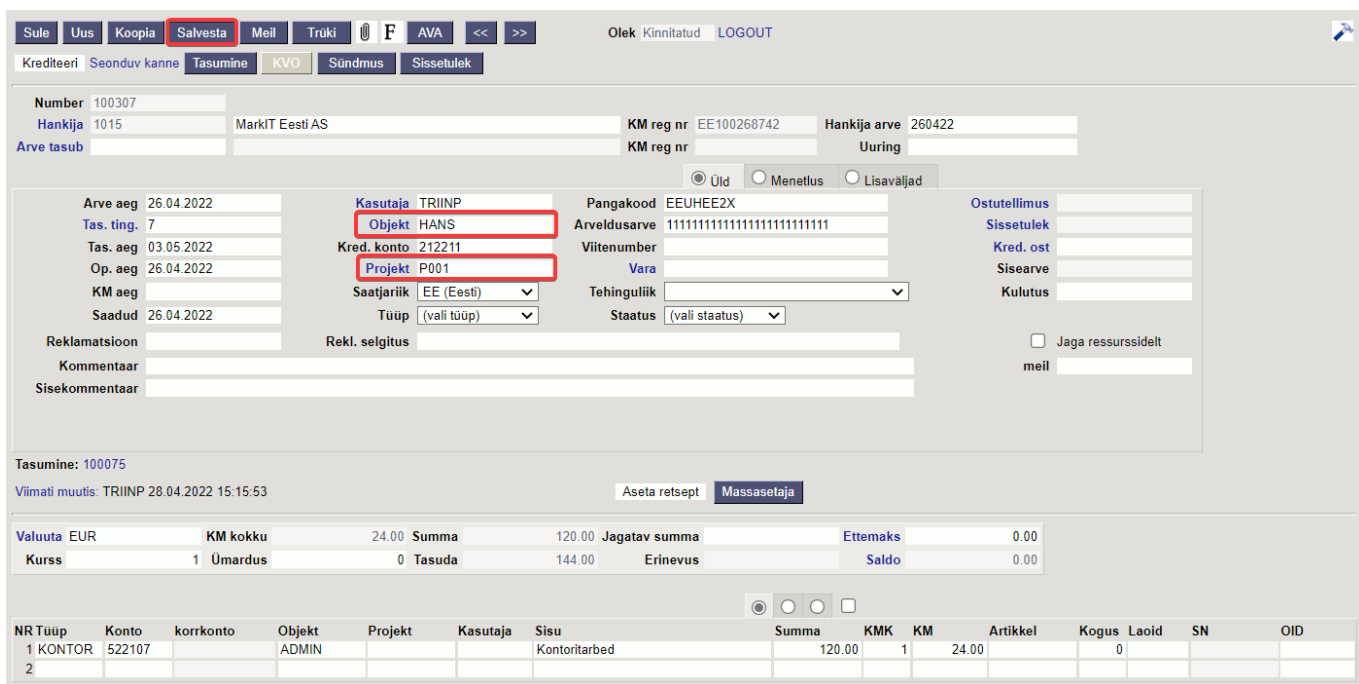 Sule Uus Koopia Salvesta Meil Trüki F AVA << >> Olek Kinnitatud LOGOUT
Krediteeri Seonduv kanne Tasumine KVO Sündmus Sissetulek
Number 100307
Hankija 1015 MarkIT Eesti AS KM reg nr EE100268742 Hankija arve 260422
Arve tasub KM reg nr Uuring
Üld Menetlus Lisaväljad
Arve aeg 26.04.2022 Kasutaja TRIINP Pangakood EEUHEE2X Ostutellimus
Tas. ting. 7 Objekt HANS Arveldusarve 1111111111111111111111111111 Sissetulek
Tas. aeg 03.05.2022 Kred. konto 212211 Viitenumber Kred. ost
Op. aeg 26.04.2022 Projekt P001 Vara Sisearve
KM aeg Saatjariik EE (Eesti) Tehinguliik Kulutus
Saadud 26.04.2022 Tüüp (vali tüüp) Staatus (vali staatus)
Reklamatsioon Rekl. selgitus Jaga ressurssidelt
Kommentaar meil
Sisekommentaar
Tasumine: 100075
Viimati muutis: TRIINP 28.04.2022 15:15:53 Aseta retsept Massasetaja
Valuuta EUR KM kokku 24.00 Summa 120.00 Jagatav summa Ettemaks 0.00
Kurss 1 Ümardus 0 Tasuda 144.00 Erinevus Saldo 0.00
NR Tüüp Konto korrkonto Objekt Projekt Kasutaja Sisu Summa KMK KM Artikkel Kogus Laoid SN OID
1 KONTOR 522107 ADMIN Kontoritarbed 120.00 1 24.00 0
2